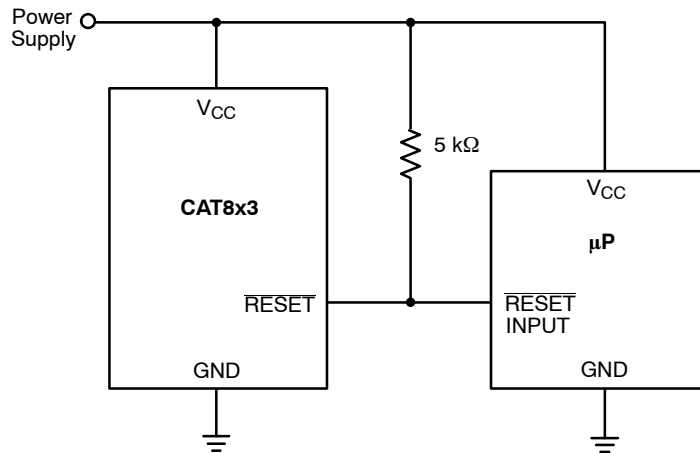 Power
Supply
VCC
5 kΩ
CAT8x3
VCC
μP
RESET
RESET
INPUT
GND
GND